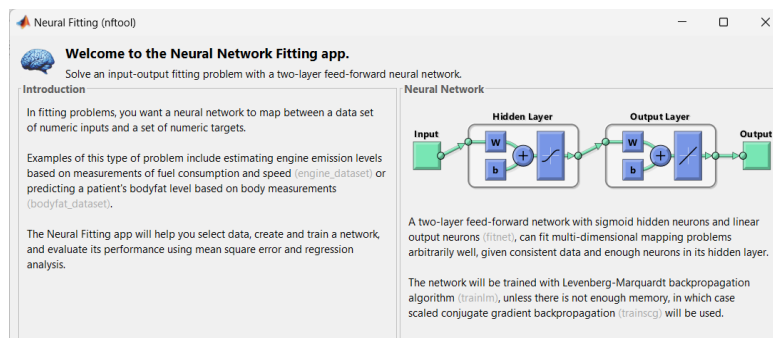 Neural Fitting (nftool)
Welcome to the Neural Network Fitting app.
Solve an input-output fitting problem with a two-layer feed-forward neural network.
Introduction
In fitting problems, you want a neural network to map between a data set
of numeric inputs and a set of numeric targets.
Examples of this type of problem include estimating engine emission levels
based on measurements of fuel consumption and speed (engine_dataset) or
predicting a patient's bodyfat level based on body measurements
(bodyfat_dataset).
The Neural Fitting app will help you select data, create and train a network,
and evaluate its performance using mean square error and regression
analysis.
Neural Network
Hidden Layer
Output Layer
Input
W
b
+
W
b
+
Output
A two-layer feed-forward network with sigmoid hidden neurons and linear
output neurons (fitnet), can fit multi-dimensional mapping problems
arbitrarily well, given consistent data and enough neurons in its hidden layer.
The network will be trained with Levenberg-Marquardt backpropagation
algorithm (trainlm), unless there is not enough memory, in which case
scaled conjugate gradient backpropagation (trainscg) will be used.